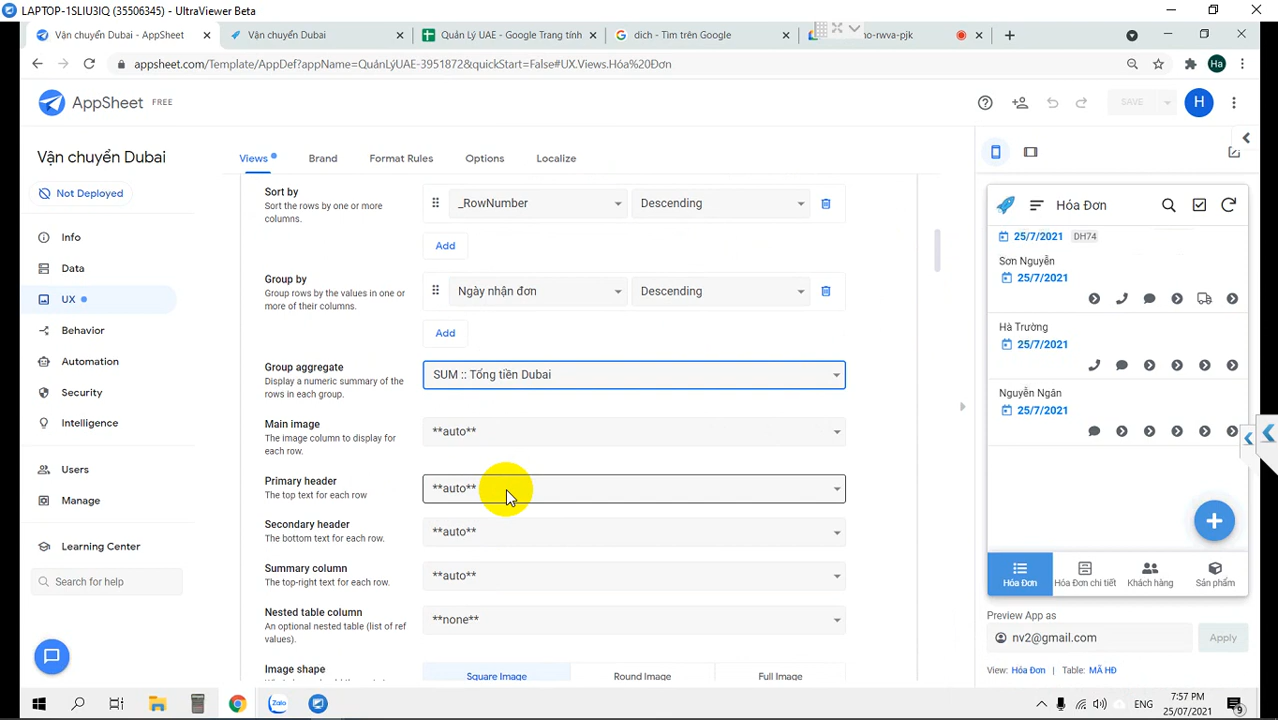 LAPTOP-1SLIU3IQ (35506345) - UltraViewer Beta
Vận chuyển Dubai - AppSheet
Vận chuyển Dubai
Quản Lý UAE - Google Trang tính
dich - Tìm trên Google
no-rwva-pjk
appsheet.com/Template/AppDef?appName=QuảnLýUAE-3951872&quickStart=False#UX.Views.Hóa%20Đơn
Ha
AppSheet FREE
SAVE
H
Vận chuyển Dubai
Not Deployed
Info
Data
UX
Behavior
Automation
Security
Intelligence
Users
Manage
Learning Center
Search for help
Views
Brand
Format Rules
Options
Localize
Sort by
Sort the rows by one or more columns.
_RowNumber
Descending
Add
Group by
Group rows by the values in one or more of their columns.
Ngày nhận đơn
Descending
Add
Group aggregate
Display a numeric summary of the rows in each group.
SUM :: Tổng tiền Dubai
Main image
The image column to display for each row.
**auto**
Primary header
The top text for each row
**auto**
Secondary header
The bottom text for each row.
**auto**
Summary column
The top-right text for each row.
**auto**
Nested table column
An optional nested table (list of ref values).
**none**
Image shape
Square Image
Round Image
Full Image
Hóa Đơn
25/7/2021 DH74
Sơn Nguyễn
25/7/2021
Hà Trường
25/7/2021
Nguyễn Ngân
25/7/2021
Hóa Đơn
Hóa Đơn chi tiết
Khách hàng
Sản phẩm
Preview App as
nv2@gmail.com
Apply
View: Hóa Đơn
Table: MÃ HĐ
Zalo
ENG
7:57 PM
25/07/2021
9